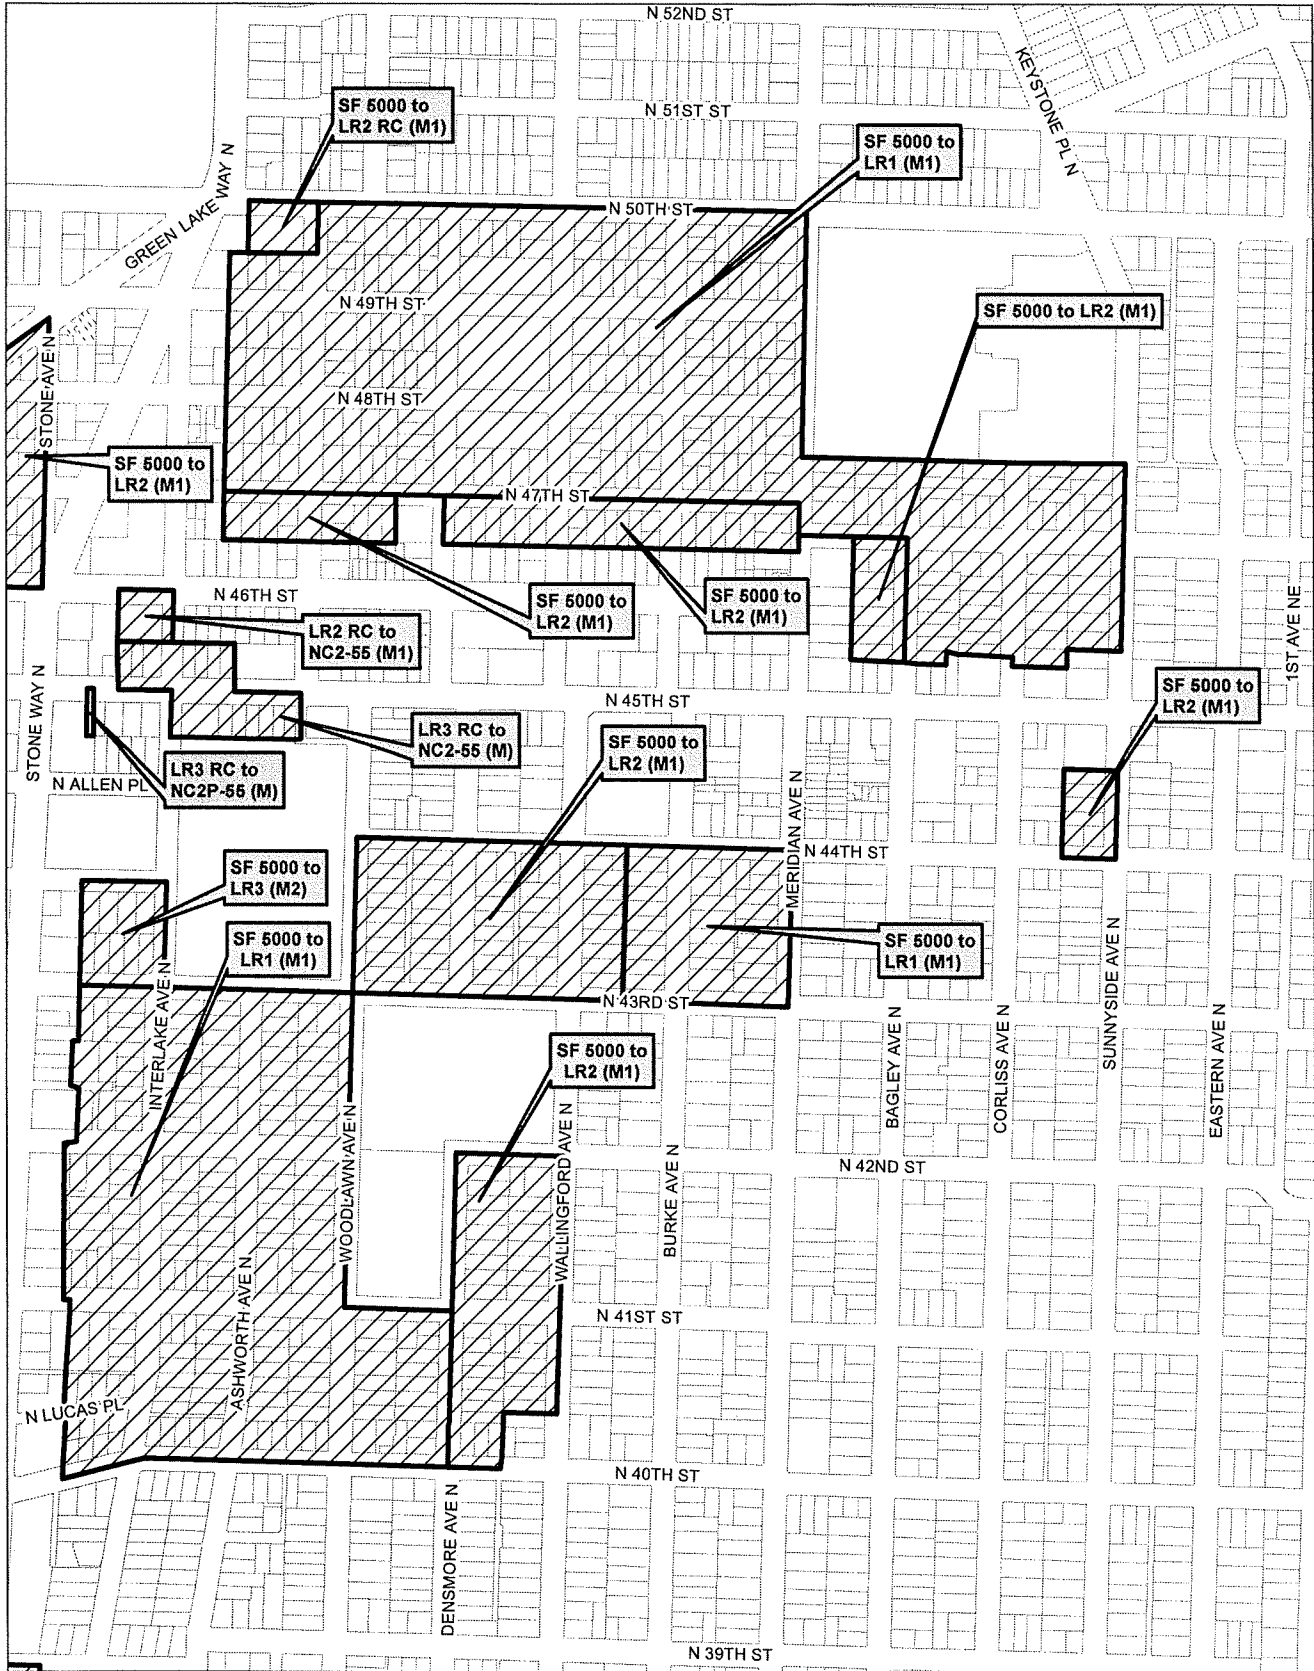 N 52ND ST
KEYSTONE PL N
SF 5000 to
LR2 RC (M1)
N 51ST ST
SF 5000 to
LR1 (M1)
GREEN LAKE WAY N
N 50TH ST
N 49TH ST
SF 5000 to LR2 (M1)
STONE AVE N
N 48TH ST
SF 5000 to
LR2 (M1)
N 47TH ST
N 46TH ST
SF 5000 to
LR2 (M1)
SF 5000 to
LR2 (M1)
LR2 RC to
NC2-55 (M1)
1ST AVE NE
STONE WAY N
N 45TH ST
SF 5000 to
LR2 (M1)
LR3 RC to
NC2-55 (M)
SF 5000 to
LR2 (M1)
LR3 RC to
NC2P-55 (M)
N ALLEN PL
MERIDIAN AVE N
N 44TH ST
SF 5000 to
LR3 (M2)
SF 5000 to
LR1 (M1)
SF 5000 to
LR1 (M1)
INTERLAKE AVE N
N 43RD ST
SUNNYSIDE AVE N
BAGLEY AVE N
CORLISS AVE N
EASTERN AVE N
SF 5000 to
LR2 (M1)
WOODLAWN AVE N
WALLINGFORD AVE N
BURKE AVE N
N 42ND ST
ASHWORTH AVE N
N 41ST ST
N LUCAS PL
N 40TH ST
DENSMORE AVE N
N 39TH ST